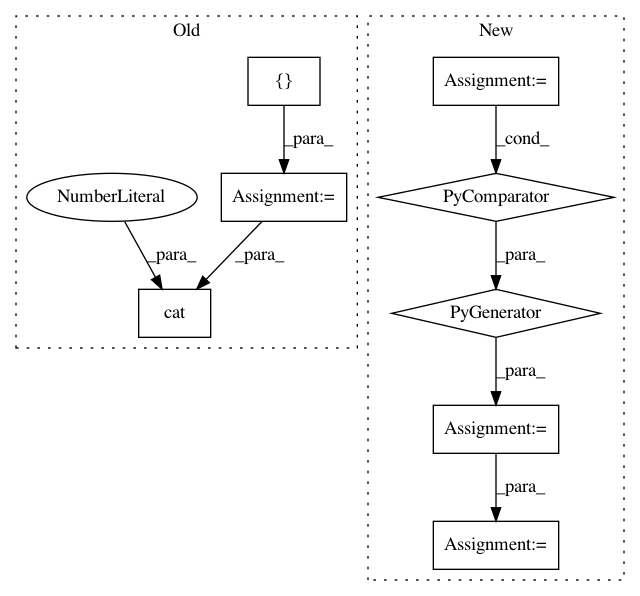 Old
New
{}
Assignment:=
_para_
_cond_
NumberLiteral
Assignment:=
PyComparator
_para_
_para_
_para_
cat
PyGenerator
_para_
Assignment:=
_para_
Assignment:=